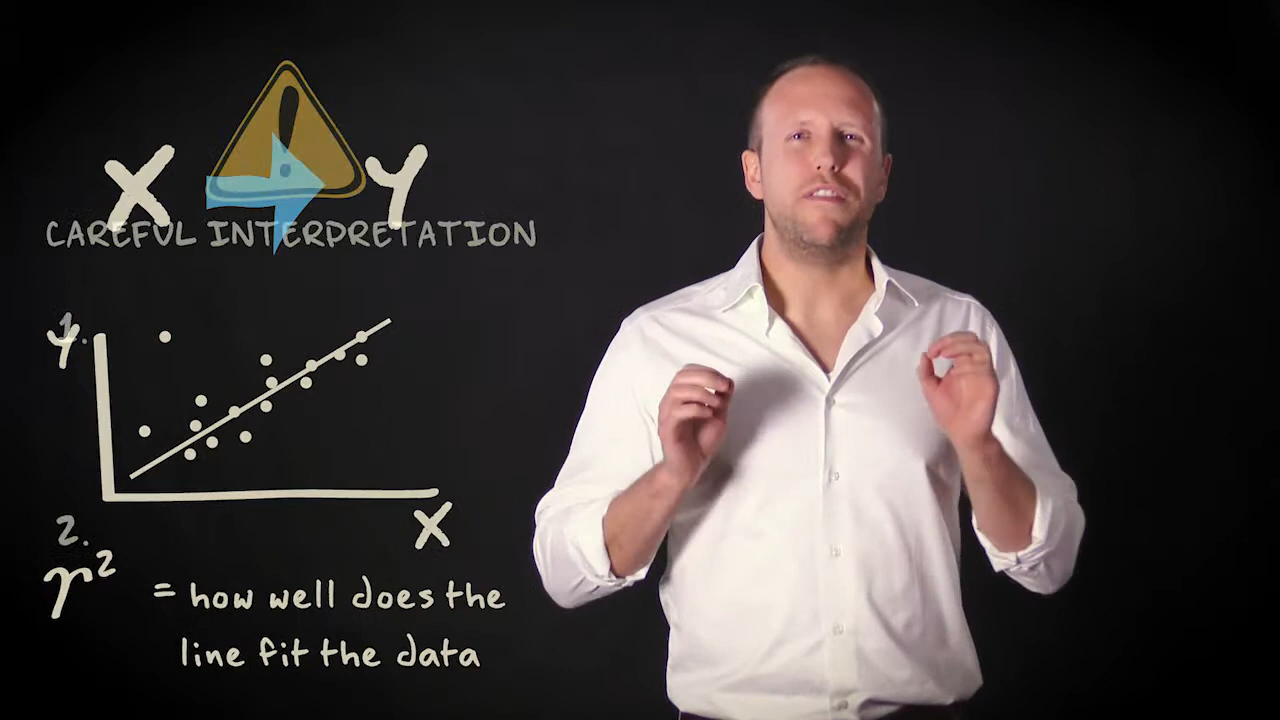 X ! Y
CAREFUL INTERPRETATION
1.
Y
X
2.
r²
= how well does the
line fit the data